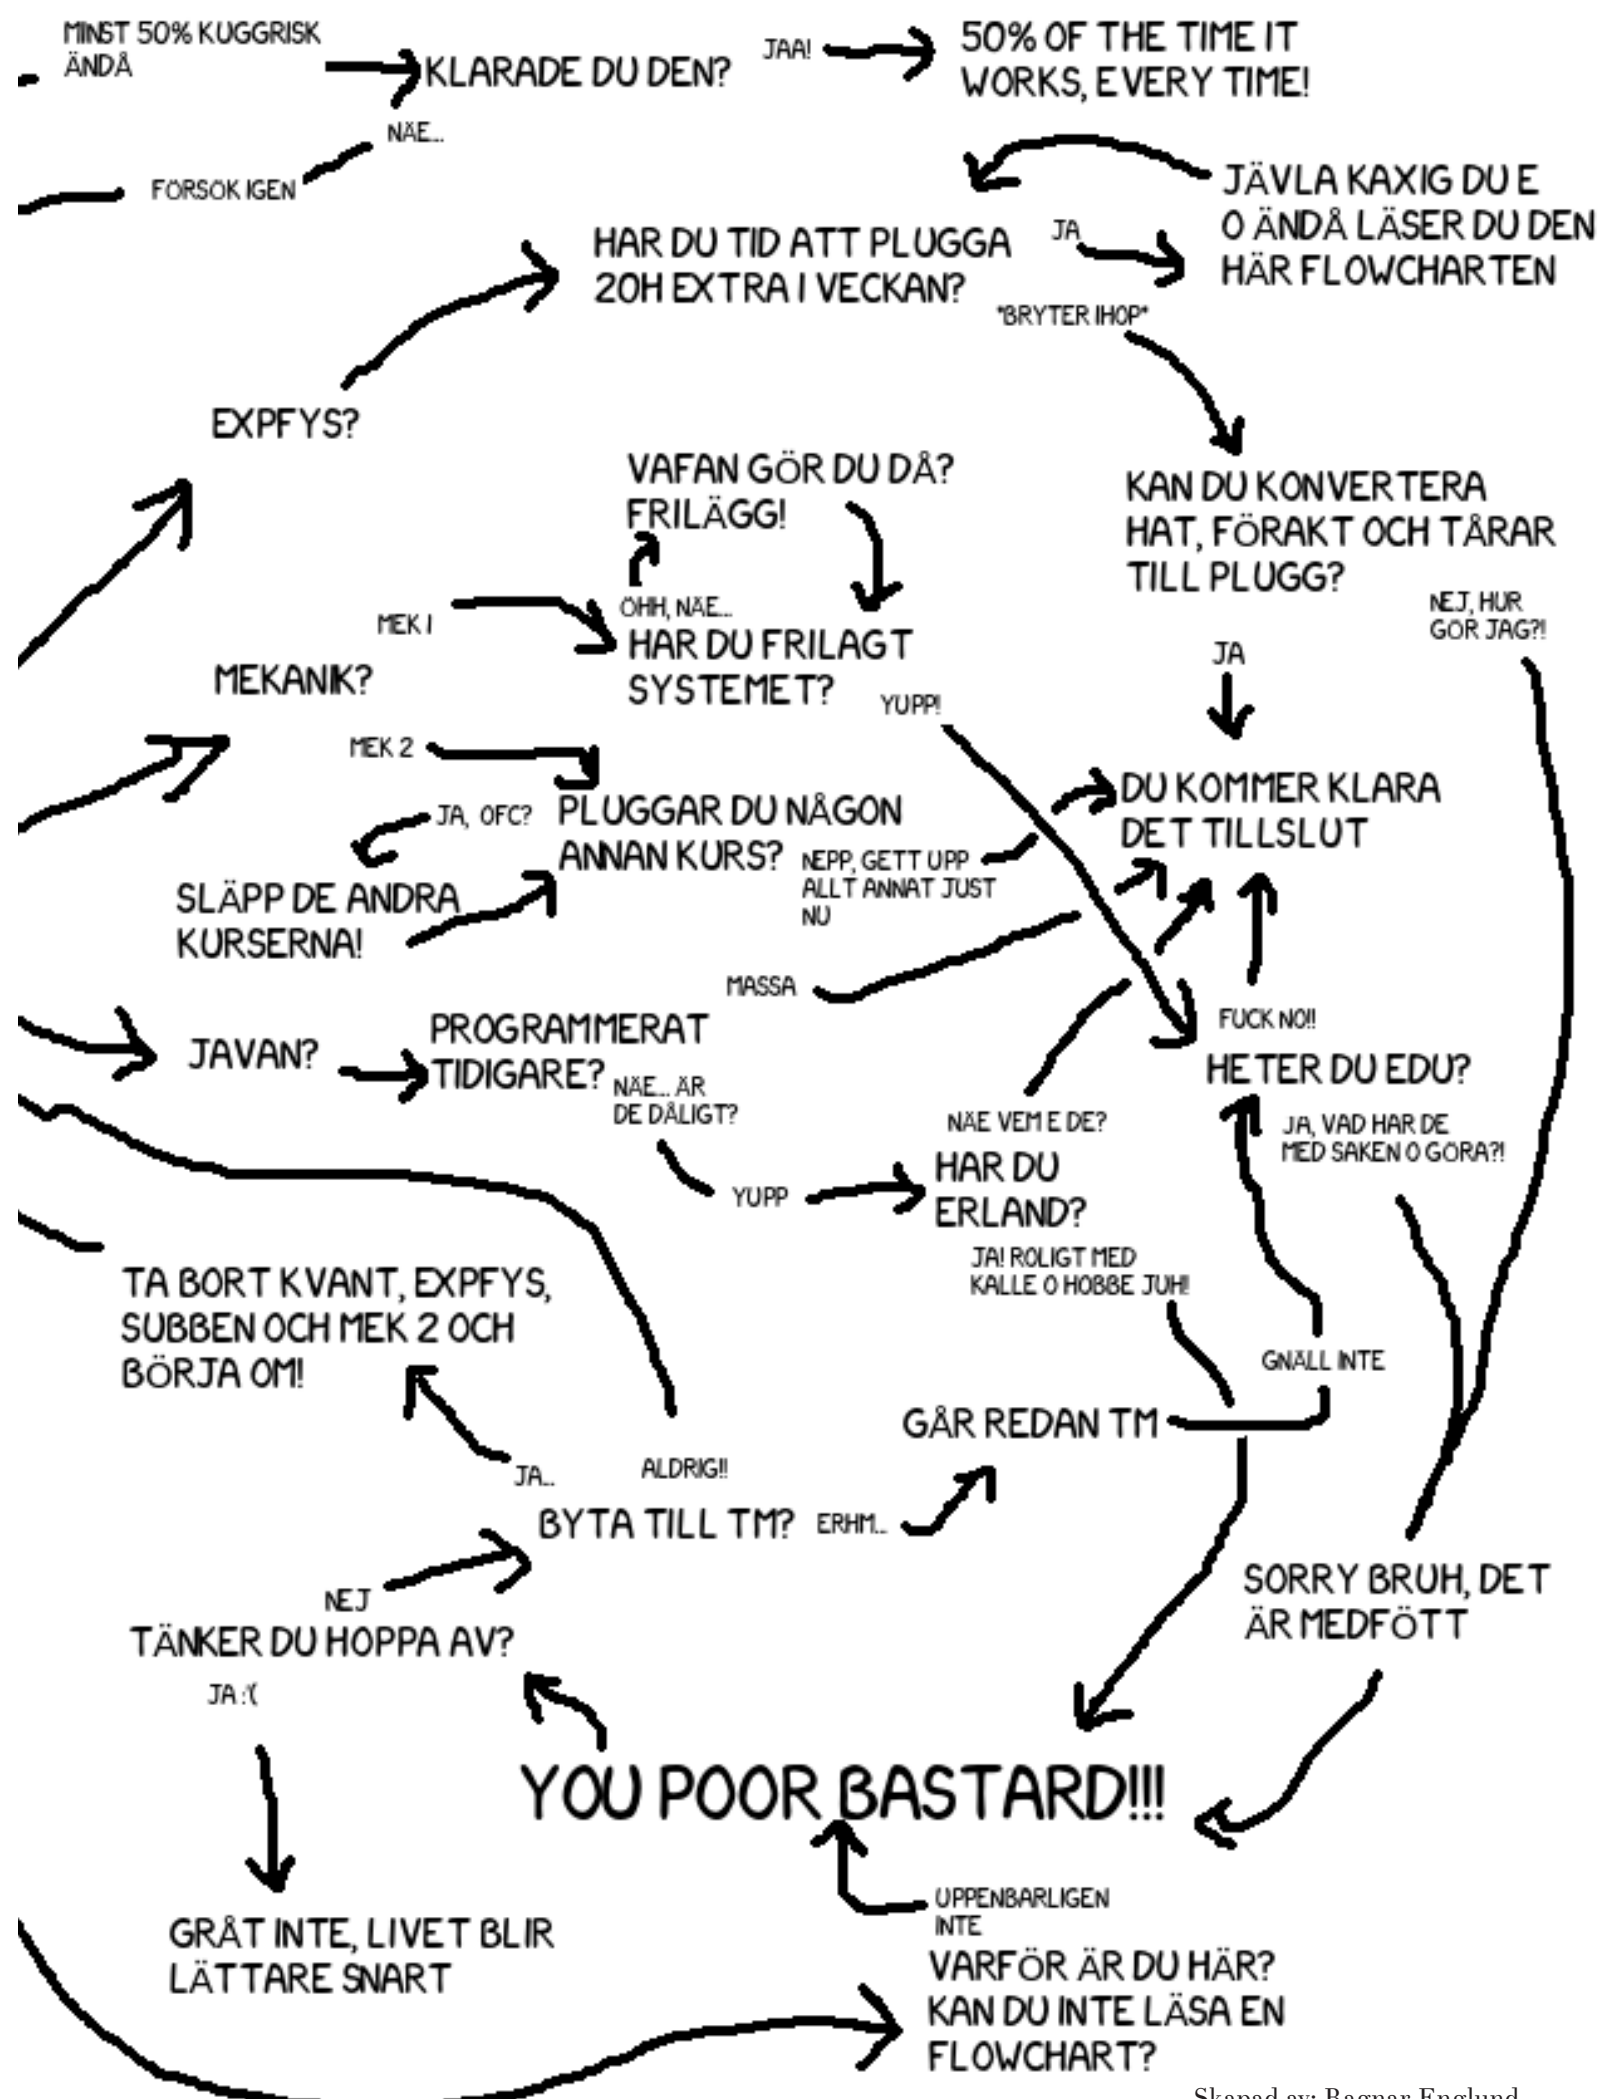 MINST 50% KUGGRISK
ÄNDÅ
KLARADE DU DEN?
JAA!
50% OF THE TIME IT
WORKS, EVERY TIME!
NÄE...
FÖRSÖK IGEN
JÄVLA KAXIG DU E
O ÄNDÅ LÄSER DU DEN
HÄR FLOWCHARTEN
HAR DU TID ATT PLUGGA
20H EXTRA I VECKAN?
JA
*BRYTER IHOP*
EXPFYS?
VAFAN GÖR DU DÅ?
FRILÄGG!
KAN DU KONVERTERA
HAT, FÖRAKT OCH TÅRAR
TILL PLUGG?
NEJ, HUR
GÖR JAG?!
JA
MEK 1
ÖHH, NÄE...
HAR DU FRILAGT
SYSTEMET?
YUPP!
MEKANIK?
MEK 2
DU KOMMER KLARA
DET TILLSLUT
JA, OFC?
PLUGGAR DU NÅGON
ANNAN KURS?
NEPP, GETT UPP
ALLT ANNAT JUST
NU
SLÄPP DE ANDRA
KURSERNA!
MASSA
JAVAN?
PROGRAMMERAT
TIDIGARE?
NÄE... ÄR
DE DÅLIGT?
FUCK NO!!
HETER DU EDU?
JA, VAD HAR DE
MED SAKEN O GÖRA?!
NÄE VEM E DE?
HAR DU
ERLAND?
YUPP
JA! ROLIGT MED
KALLE O HOBBE JUH!
TA BORT KVANT, EXPFYS,
SUBBEN OCH MEK 2 OCH
BÖRJA OM!
GNÄLL INTE
GÅR REDAN TM
JA...
ALDRIG!!
BYTA TILL TM?
ERHM...
SORRY BRUH, DET
ÄR MEDFÖTT
NEJ
TÄNKER DU HOPPA AV?
JA :'(
YOU POOR BASTARD!!!
UPPENBARLIGEN
INTE
GRÅT INTE, LIVET BLIR
LÄTTARE SNART
VARFÖR ÄR DU HÄR?
KAN DU INTE LÄSA EN
FLOWCHART?
Skapad av: Ragnar Englund